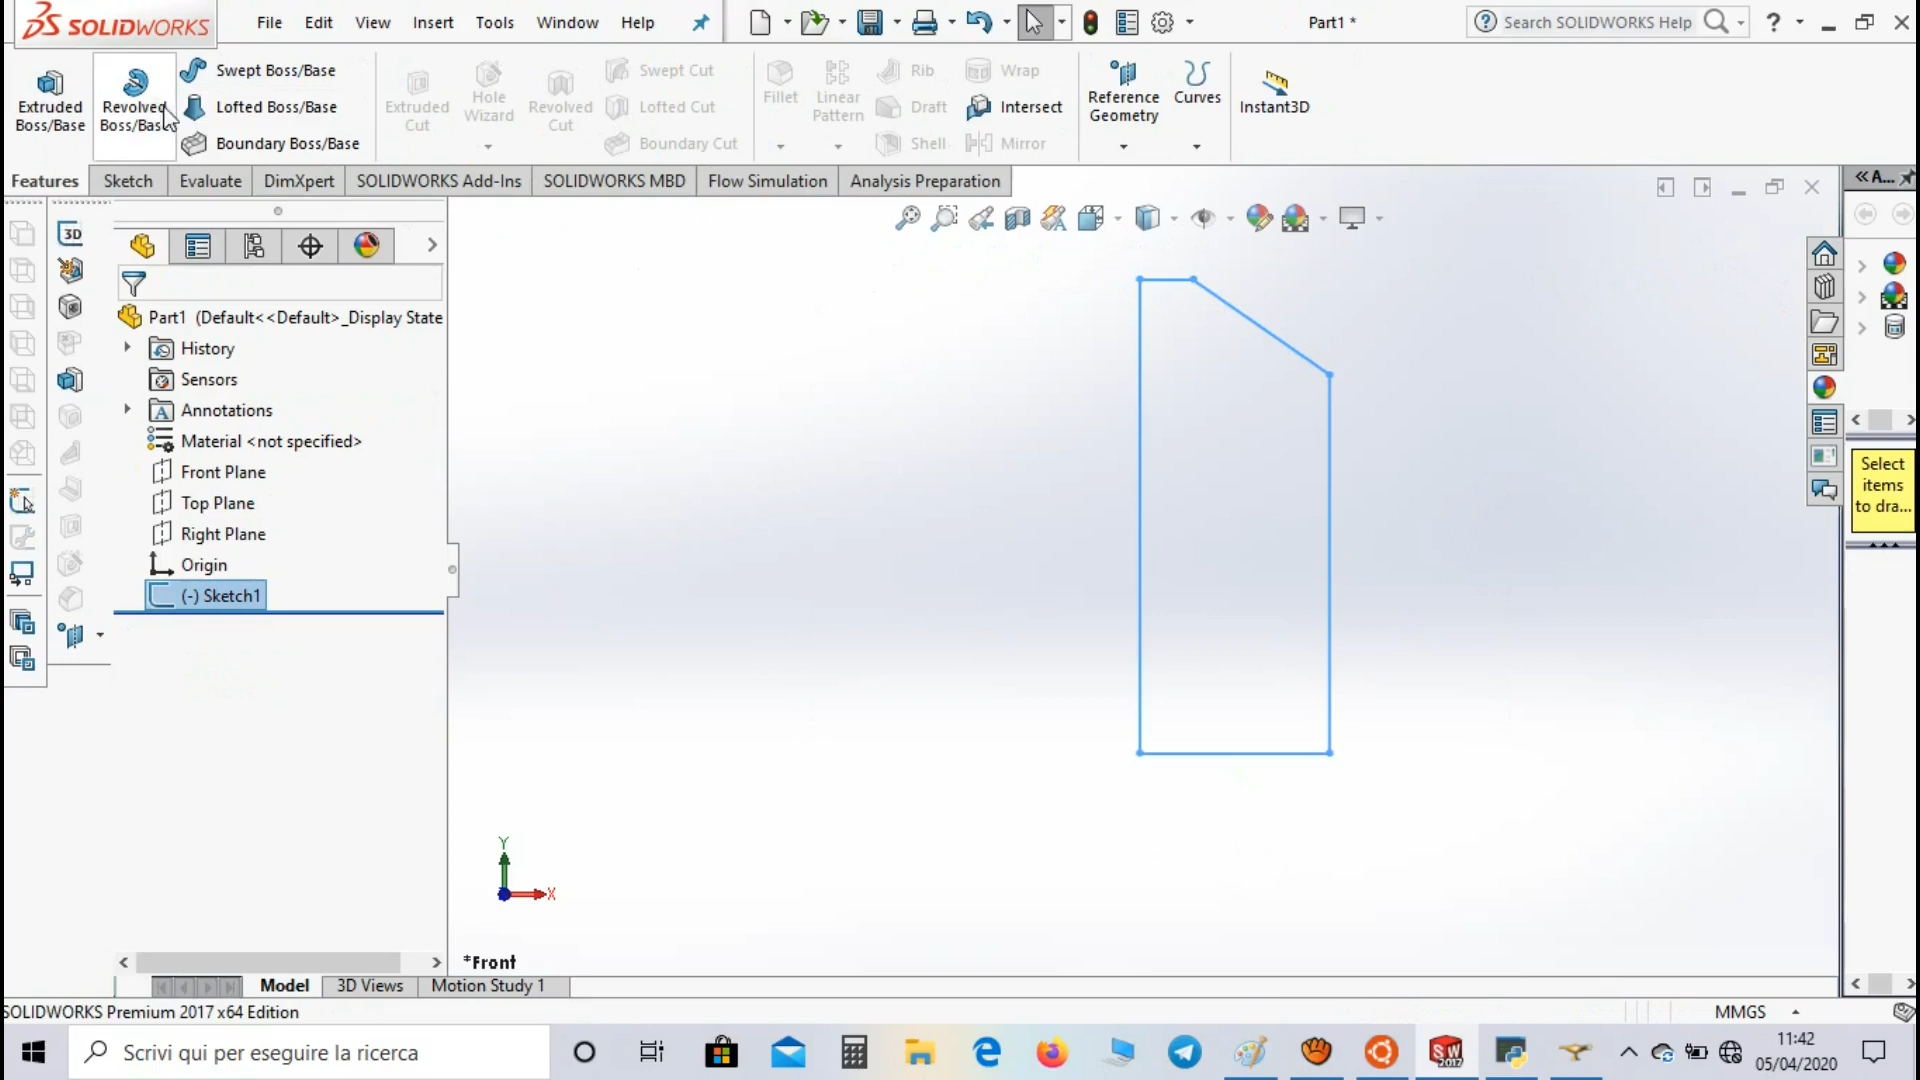 SOLIDWORKS File Edit View Insert Tools Window Help Part1 * Search SOLIDWORKS Help ?
Extruded Boss/Base
Revolved Boss/Base
Swept Boss/Base
Lofted Boss/Base
Boundary Boss/Base
Extruded Cut
Hole Wizard
Revolved Cut
Swept Cut
Lofted Cut
Boundary Cut
Fillet
Linear Pattern
Rib
Draft
Shell
Wrap
Intersect
Mirror
Reference Geometry
Curves
Instant3D
Features Sketch Evaluate DimXpert SOLIDWORKS Add-Ins SOLIDWORKS MBD Flow Simulation Analysis Preparation
« A...
3D
Part1 (Default<<Default>_Display State
History
Sensors
A Annotations
Material <not specified>
Front Plane
Top Plane
Right Plane
Origin
(-) Sketch1
Select
items
to dra...
Y
X
*Front
Model 3D Views Motion Study 1
SOLIDWORKS Premium 2017 x64 Edition MMGS
Scrivi qui per eseguire la ricerca
SW
2017
11:42
05/04/2020